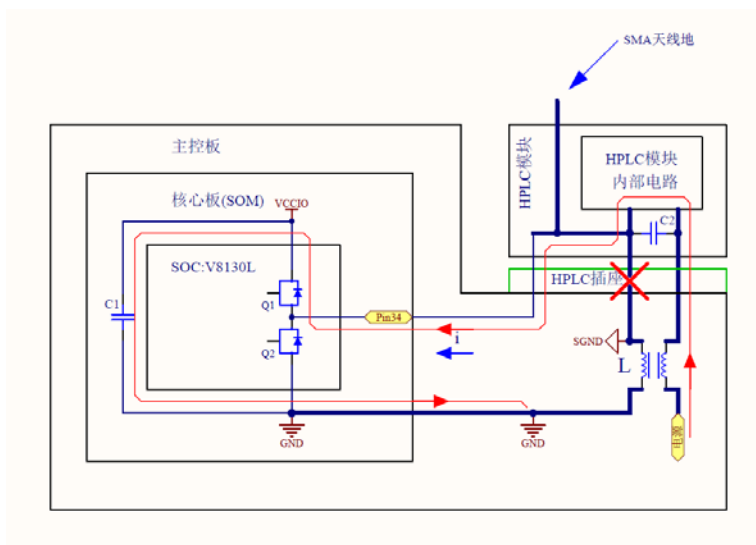 SMA天线地
主控板
HPLC模块
HPLC模块
内部电路
核心板(SOM)
VCCIO
C2
SOC:V8130L
HPLC插座
C1
Q1
Pin34
i
Q2
SGND
L
GND
GND
电源